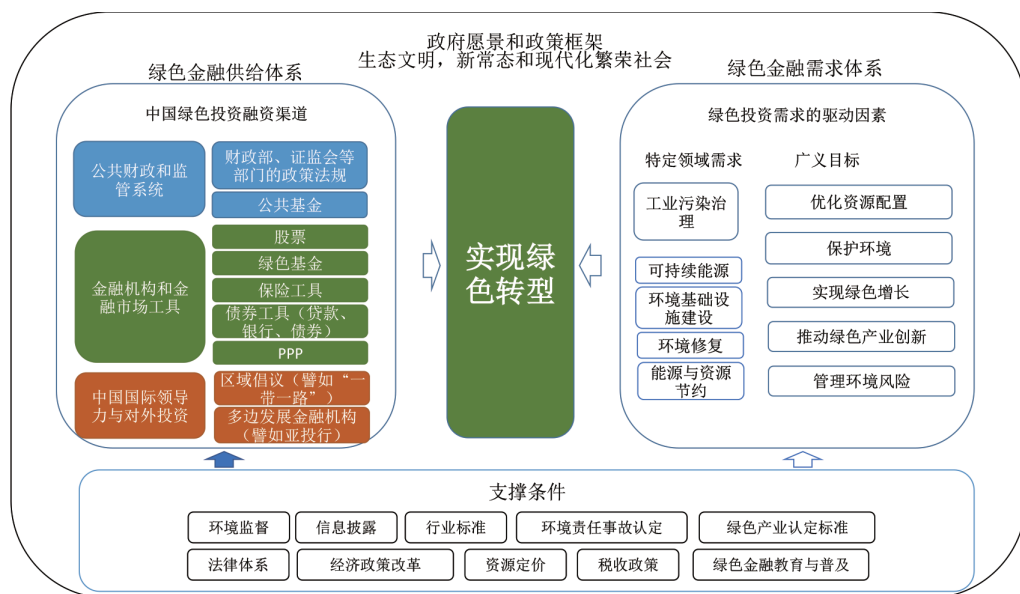 政府愿景和政策框架
生态文明，新常态和现代化繁荣社会
绿色金融供给体系
中国绿色投资融资渠道
公共财政和监
管系统
财政部、证监会等
部门的政策法规
公共基金
金融机构和金
融市场工具
股票
绿色基金
保险工具
债券工具（贷款、
银行、债券）
PPP
中国国际领导
力与对外投资
区域倡议（譬如“一
带一路”）
多边发展金融机构
（譬如亚投行）
实现绿
色转型
绿色金融需求体系
绿色投资需求的驱动因素
特定领域需求
工业污染治
理
可持续能源
环境基础设
施建设
环境修复
能源与资源
节约
广义目标
优化资源配置
保护环境
实现绿色增长
推动绿色产业创新
管理环境风险
支撑条件
环境监督
信息披露
行业标准
环境责任事故认定
绿色产业认定标准
法律体系
经济政策改革
资源定价
税收政策
绿色金融教育与普及